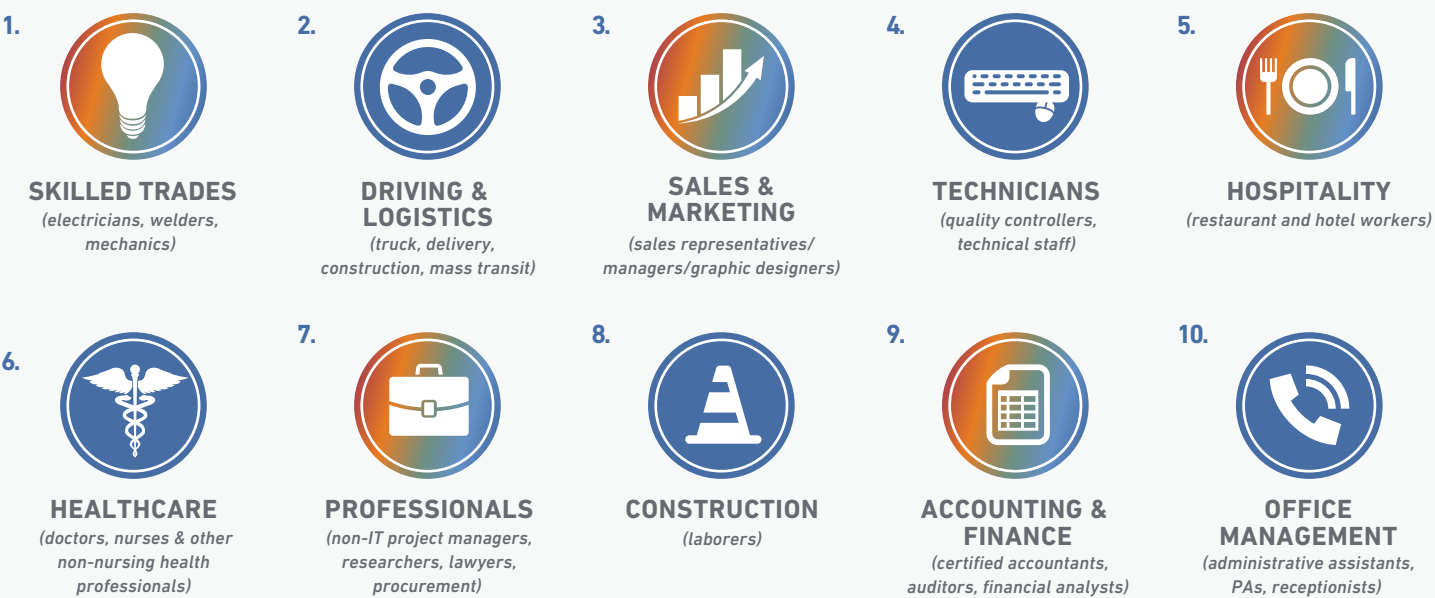 1.
SKILLED TRADES
(electricians, welders,
mechanics)
2.
DRIVING &
LOGISTICS
(truck, delivery,
construction, mass transit)
3.
SALES &
MARKETING
(sales representatives/
managers/graphic designers)
4.
TECHNICIANS
(quality controllers,
technical staff)
5.
HOSPITALITY
(restaurant and hotel workers)
6.
HEALTHCARE
(doctors, nurses & other
non-nursing health
professionals)
7.
PROFESSIONALS
(non-IT project managers,
researchers, lawyers,
procurement)
8.
CONSTRUCTION
(laborers)
9.
ACCOUNTING &
FINANCE
(certified accountants,
auditors, financial analysts)
10.
OFFICE
MANAGEMENT
(administrative assistants,
PAs, receptionists)